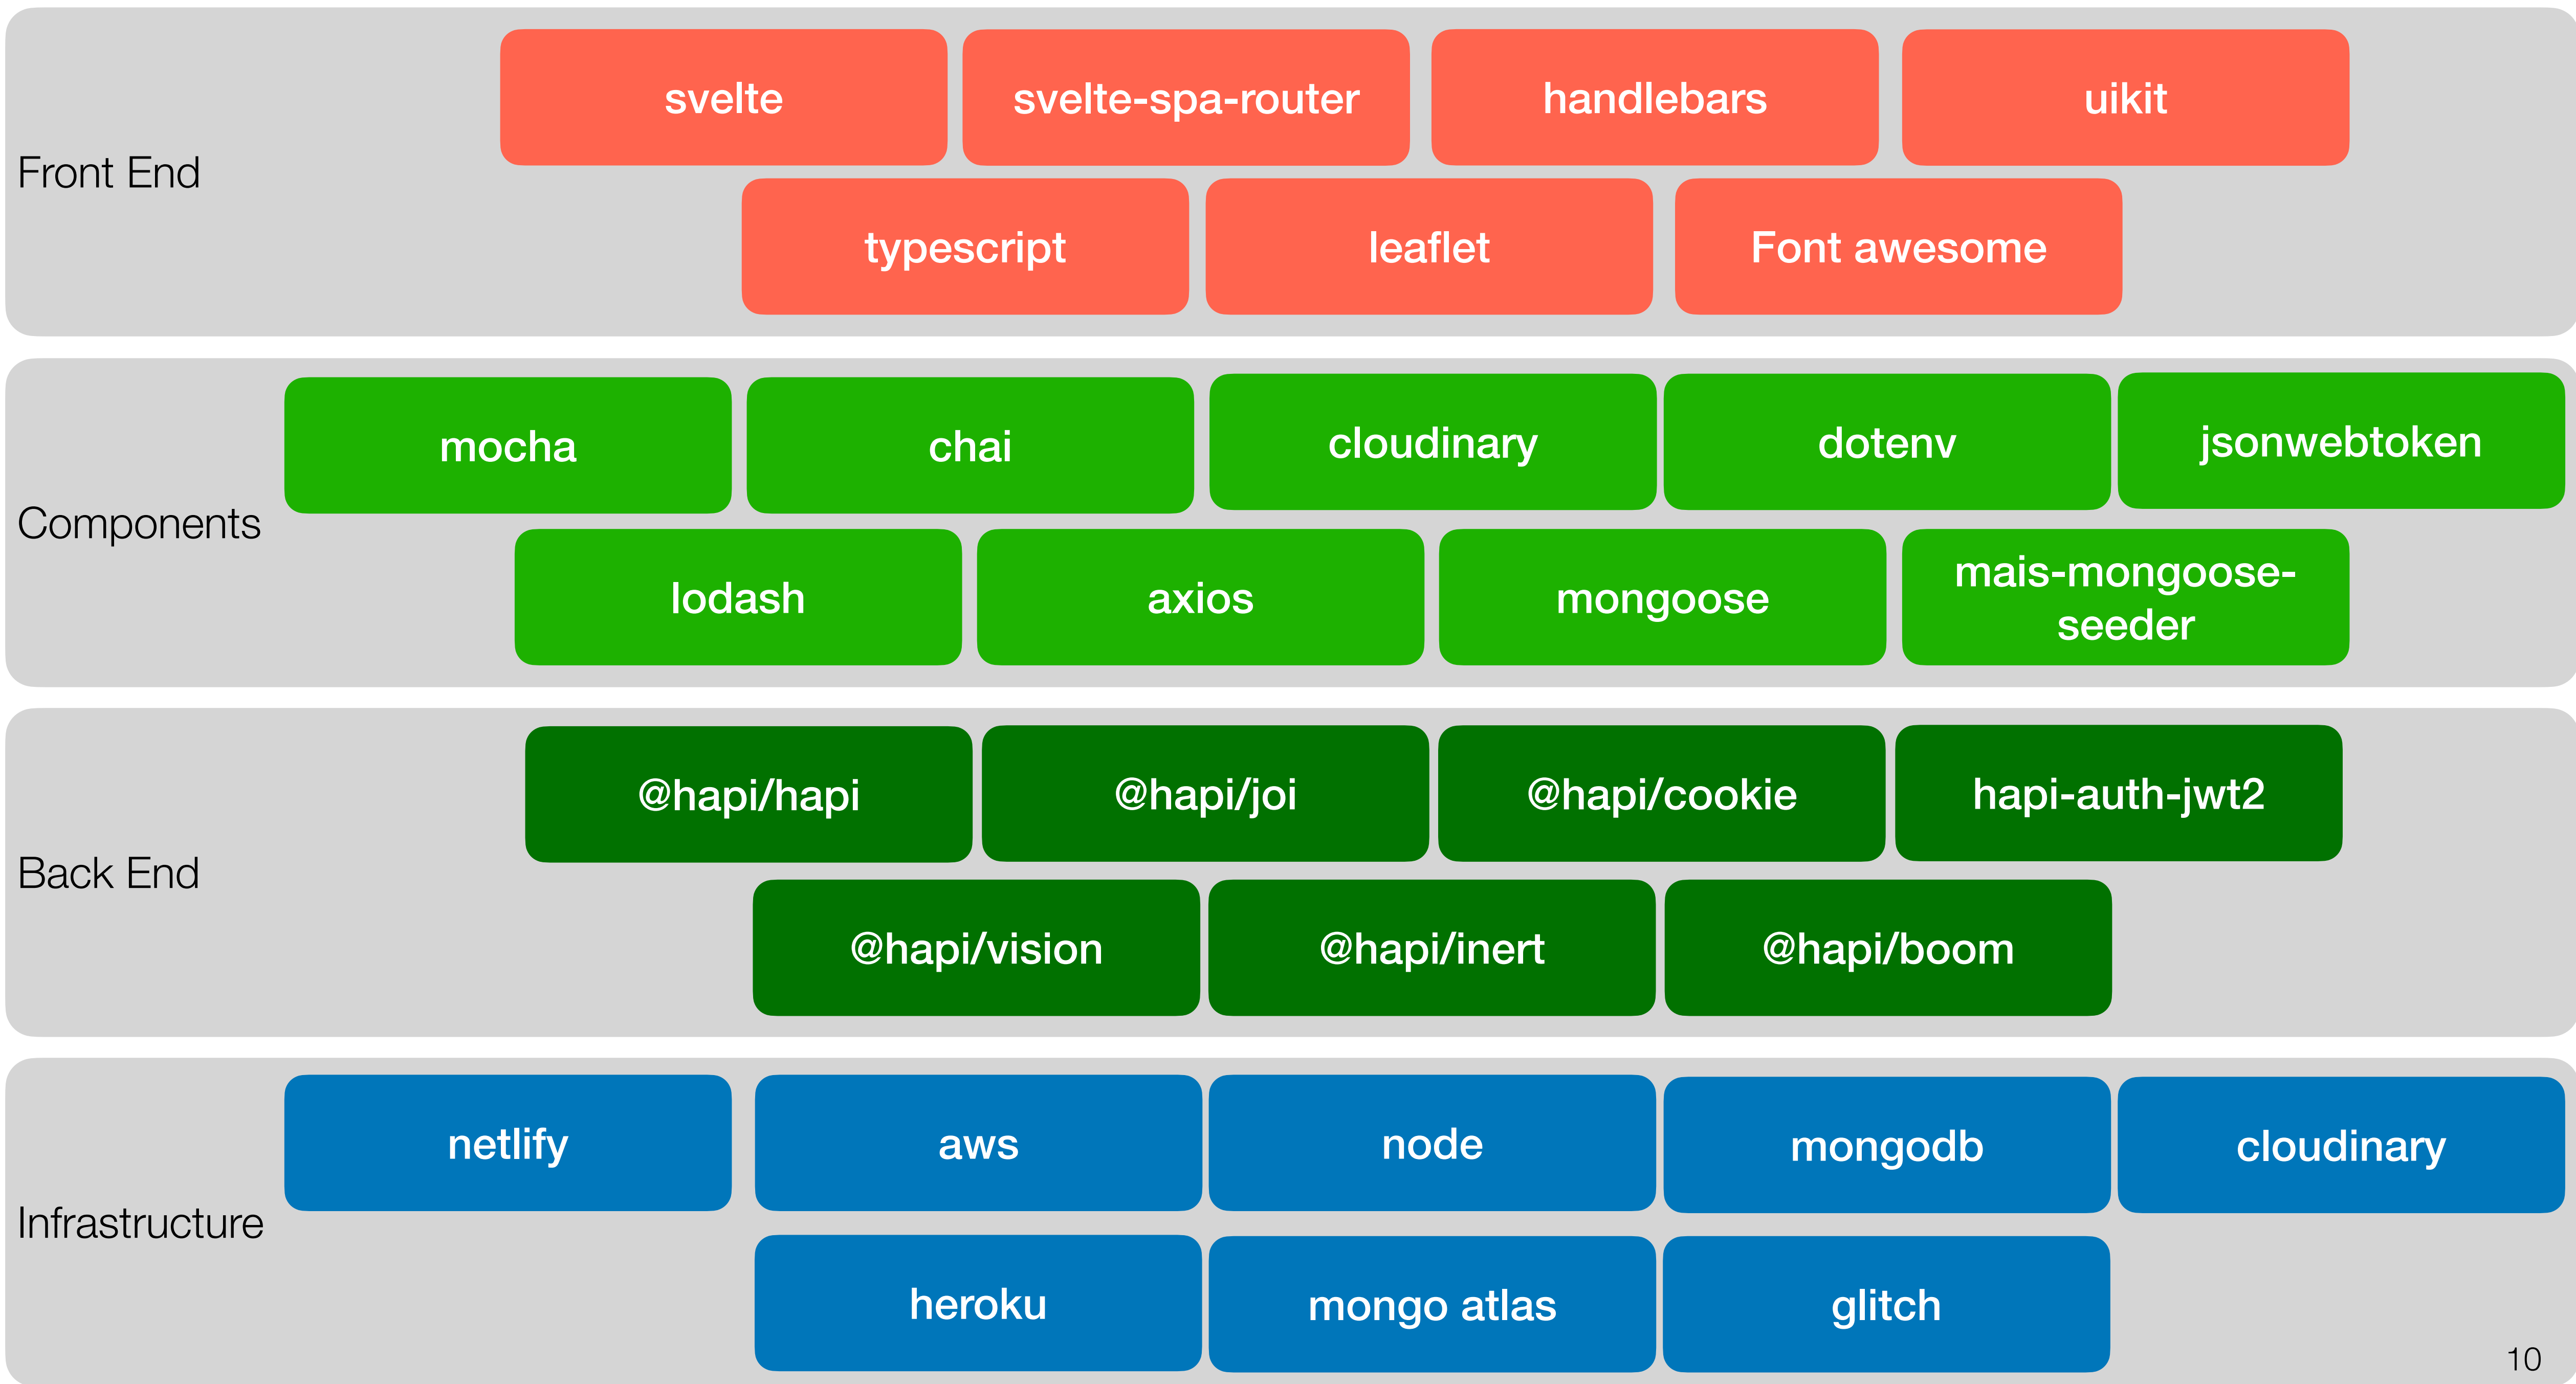 Front End
svelte
svelte-spa-router
handlebars
uikit
typescript
leaflet
Font awesome
Components
mocha
chai
cloudinary
dotenv
jsonwebtoken
lodash
axios
mongoose
mais-mongoose-
seeder
Back End
@hapi/hapi
@hapi/joi
@hapi/cookie
hapi-auth-jwt2
@hapi/vision
@hapi/inert
@hapi/boom
Infrastructure
netlify
aws
node
mongodb
cloudinary
heroku
mongo atlas
glitch
10